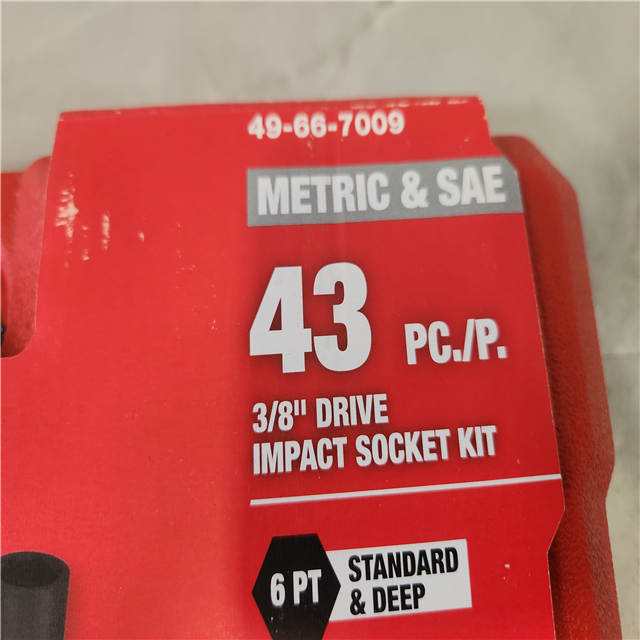 49-66-7009
METRIC & SAE
43 PC./P.
3/8" DRIVE
IMPACT SOCKET KIT
6 PT
STANDARD
& DEEP